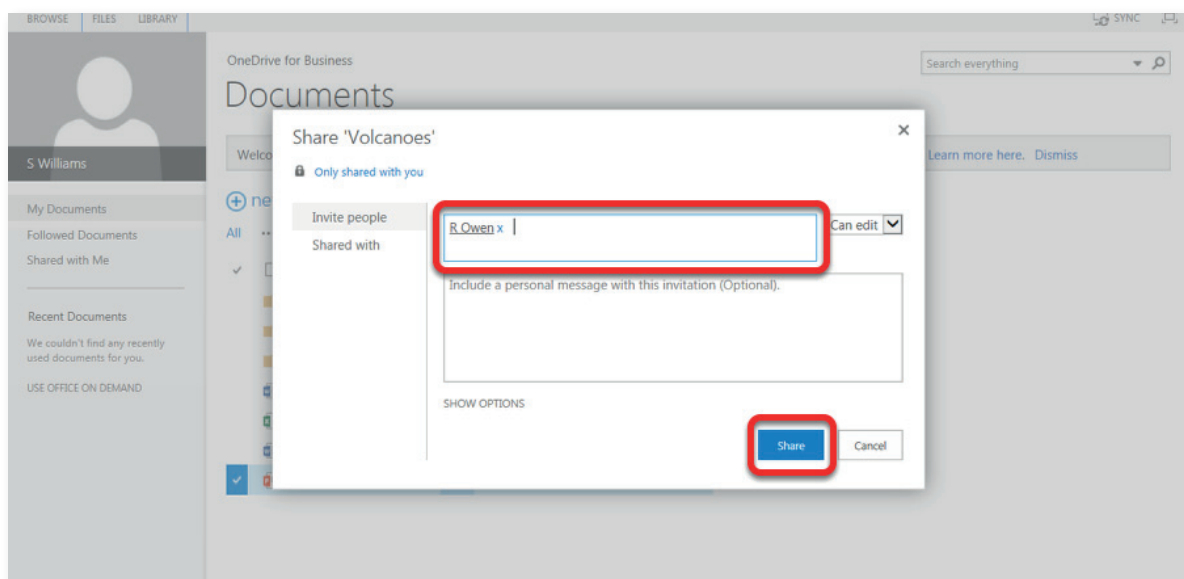 BROWSE FILES LIBRARY
SYNC
OneDrive for Business
Search everything
Documents
S Williams
Learn more here. Dismiss
My Documents
Followed Documents
Shared with Me
Recent Documents
We couldn't find any recently
used documents for you.
USE OFFICE ON DEMAND
All
Share 'Volcanoes'
Only shared with you
Invite people
Shared with
R Owen x
Can edit
Include a personal message with this invitation (Optional).
SHOW OPTIONS
Share Cancel